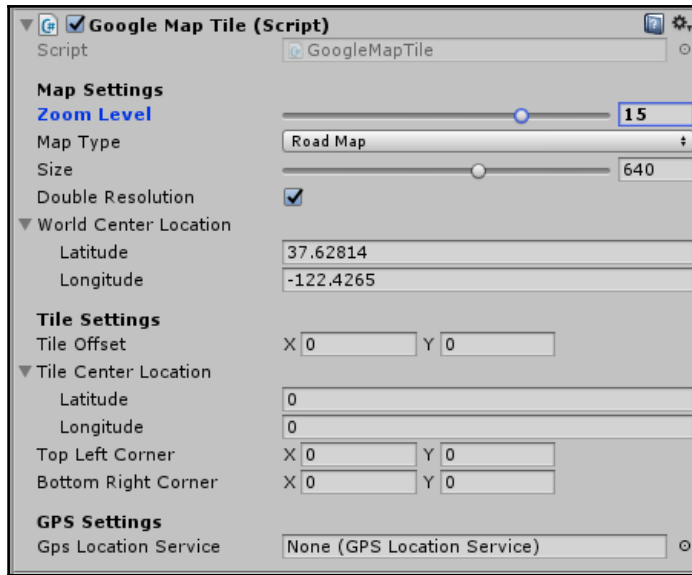 Google Map Tile (Script)
Script GoogleMapTile
Map Settings
Zoom Level 15
Map Type Road Map
Size 640
Double Resolution
World Center Location
Latitude 37.62814
Longitude -122.4265
Tile Settings
Tile Offset X 0 Y 0
Tile Center Location
Latitude 0
Longitude 0
Top Left Corner X 0 Y 0
Bottom Right Corner X 0 Y 0
GPS Settings
Gps Location Service None (GPS Location Service)